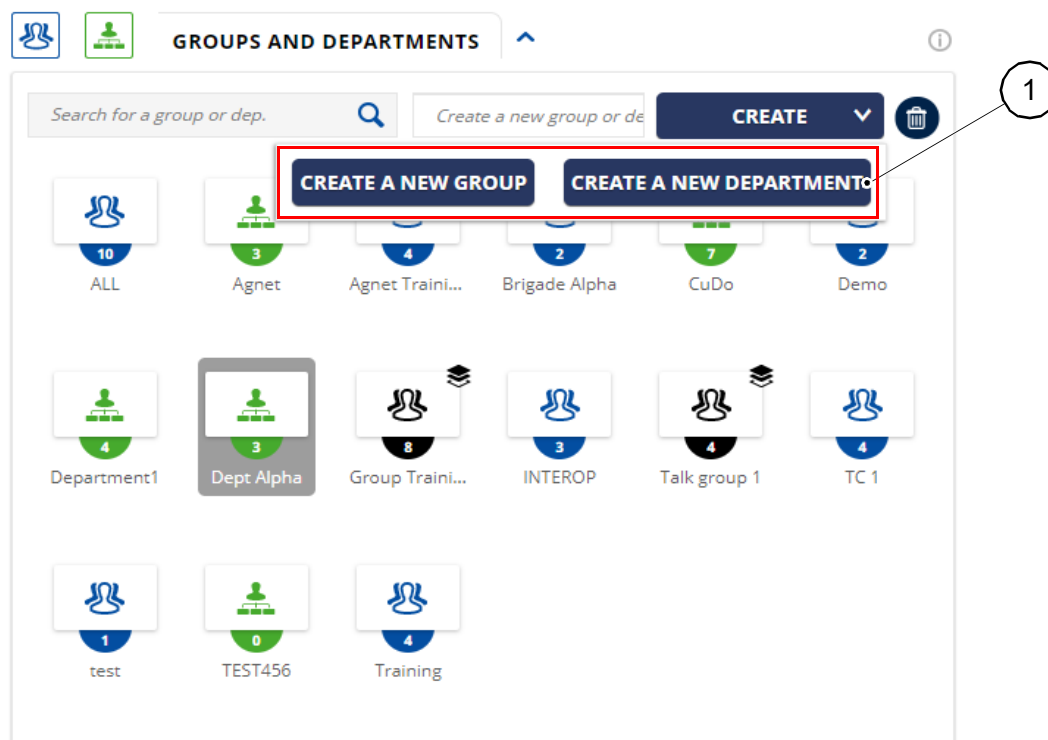 GROUPS AND DEPARTMENTS
1
Search for a group or dep.
Create a new group or de
CREATE
CREATE A NEW GROUP
CREATE A NEW DEPARTMENT
10
3
4
2
7
2
ALL
Agnet
Agnet Traini...
Brigade Alpha
CuDo
Demo
4
3
8
3
4
4
Department1
Dept Alpha
Group Traini...
INTEROP
Talk group 1
TC 1
1
0
4
test
TEST456
Training